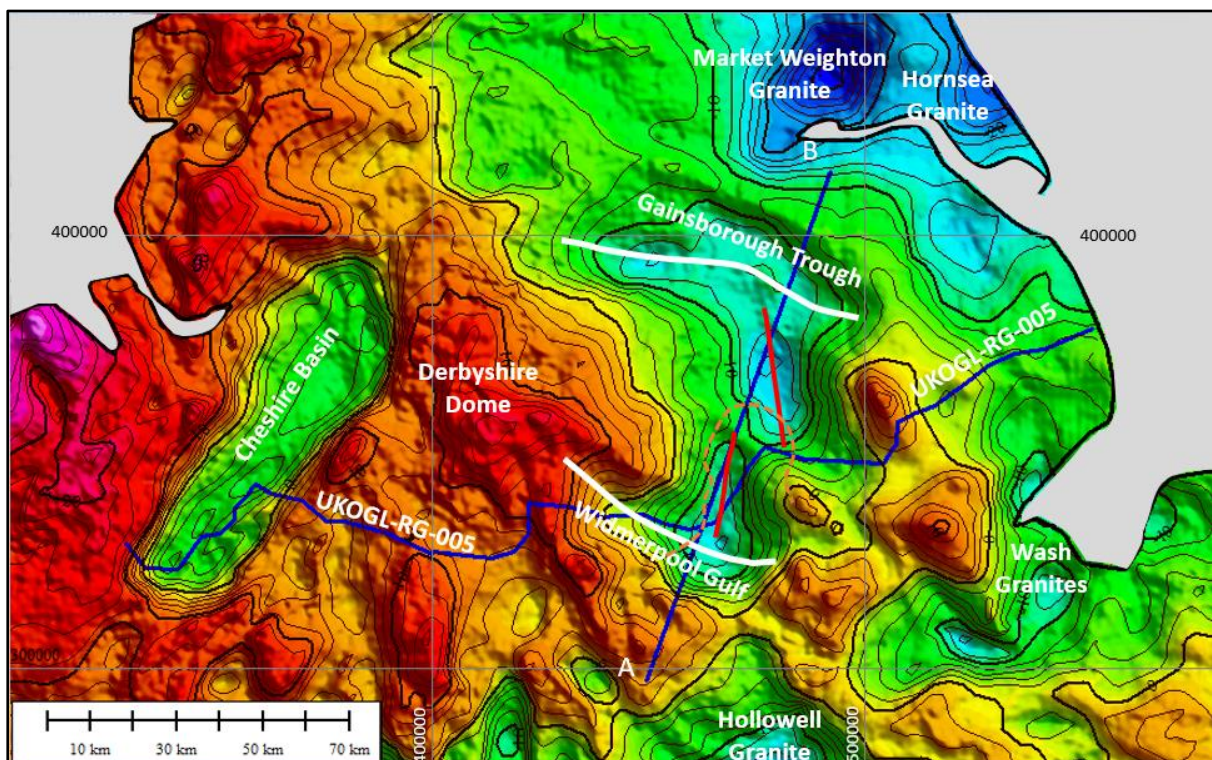 Market Weighton
Granite
Hornsea
Granite
B
Gainsborough Trough
400000
400000
UKOGL-RG-005
Cheshire Basin
Derbyshire
Dome
UKOGL-RG-005
Widmerpool Gulf
Wash
Granites
A
Hollowell
Granite
400000
500000
10 km
30 km
50 km
70 km